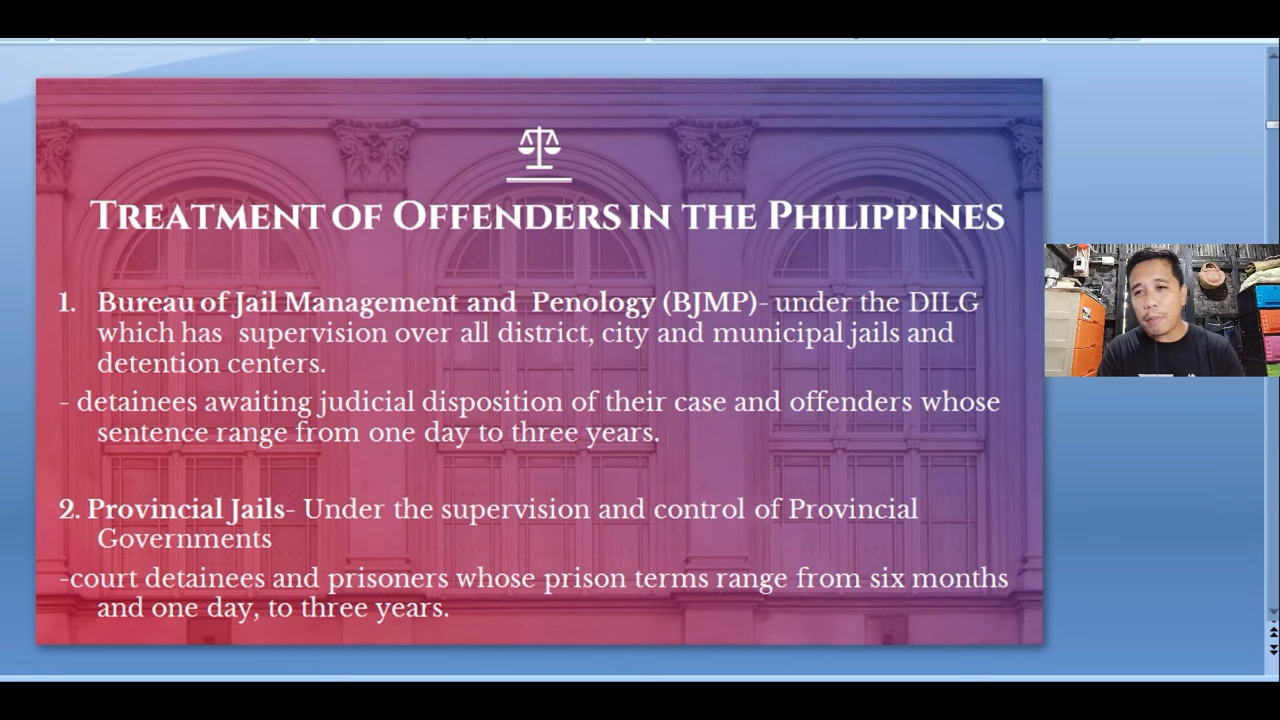 TREATMENT OF OFFENDERS IN THE PHILIPPINES
1. Bureau of Jail Management and Penology (BJMP)- under the DILG
which has supervision over all district, city and municipal jails and
detention centers.
- detainees awaiting judicial disposition of their case and offenders whose
sentence range from one day to three years.
2. Provincial Jails- Under the supervision and control of Provincial
Governments
-court detainees and prisoners whose prison terms range from six months
and one day, to three years.